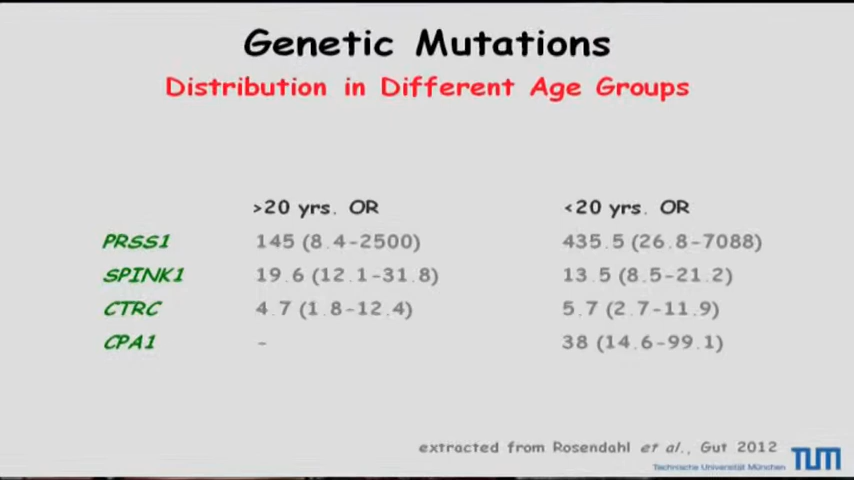 Genetic Mutations
Distribution in Different Age Groups
>20 yrs. OR <20 yrs. OR
PRSS1 145 (8.4-2500) 435.5 (26.8-7088)
SPINK1 19.6 (12.1-31.8) 13.5 (8.5-21.2)
CTRC 4.7 (1.8-12.4) 5.7 (2.7-11.9)
CPA1 - 38 (14.6-99.1)
extracted from Rosendahl et al., Gut 2012
Technische Universität München TUM